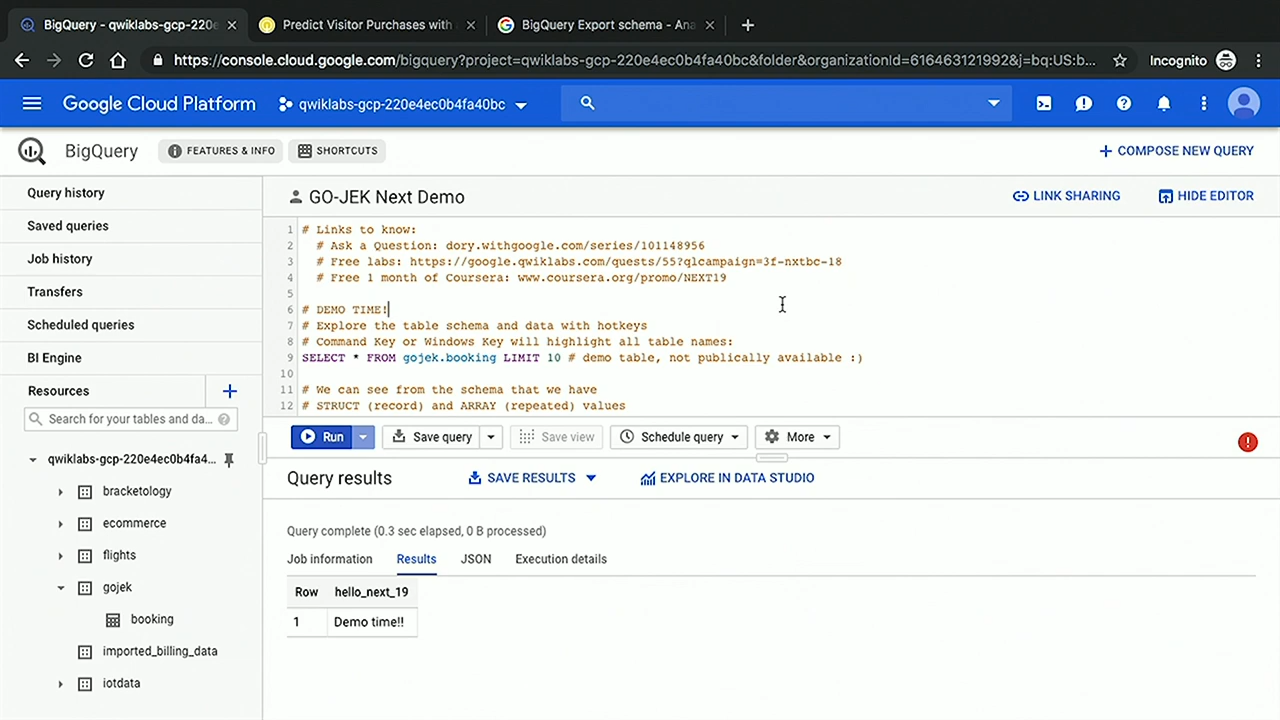 BigQuery - qwiklabs-gcp-220e
Predict Visitor Purchases with
BigQuery Export schema - Ana
https://console.cloud.google.com/bigquery?project=qwiklabs-gcp-220e4ec0b4fa40bc&folder&organizationId=616463121992&j=bq:US:b...
Incognito
Google Cloud Platform
qwiklabs-gcp-220e4ec0b4fa40bc
BigQuery
FEATURES & INFO
SHORTCUTS
COMPOSE NEW QUERY
Query history
Saved queries
Job history
Transfers
Scheduled queries
BI Engine
Resources
Search for your tables and da...
qwiklabs-gcp-220e4ec0b4fa4...
bracketology
ecommerce
flights
gojek
booking
imported_billing_data
iotdata
GO-JEK Next Demo
LINK SHARING
HIDE EDITOR
1 # Links to know:
2 # Ask a Question: dory.withgoogle.com/series/101148956
3 # Free labs: https://google.qwiklabs.com/quests/55?qlcampaign=3f-nxtbc-18
4 # Free 1 month of Coursera: www.coursera.org/promo/NEXT19
5
6 # DEMO TIME!
7 # Explore the table schema and data with hotkeys
8 # Command Key or Windows Key will highlight all table names:
9 SELECT * FROM gojek.booking LIMIT 10 # demo table, not publically available :)
10
11 # We can see from the schema that we have
12 # STRUCT (record) and ARRAY (repeated) values
Run
Save query
Save view
Schedule query
More
Query results
SAVE RESULTS
EXPLORE IN DATA STUDIO
Query complete (0.3 sec elapsed, 0 B processed)
Job information
Results
JSON
Execution details
Row hello_next_19
1 Demo time!!